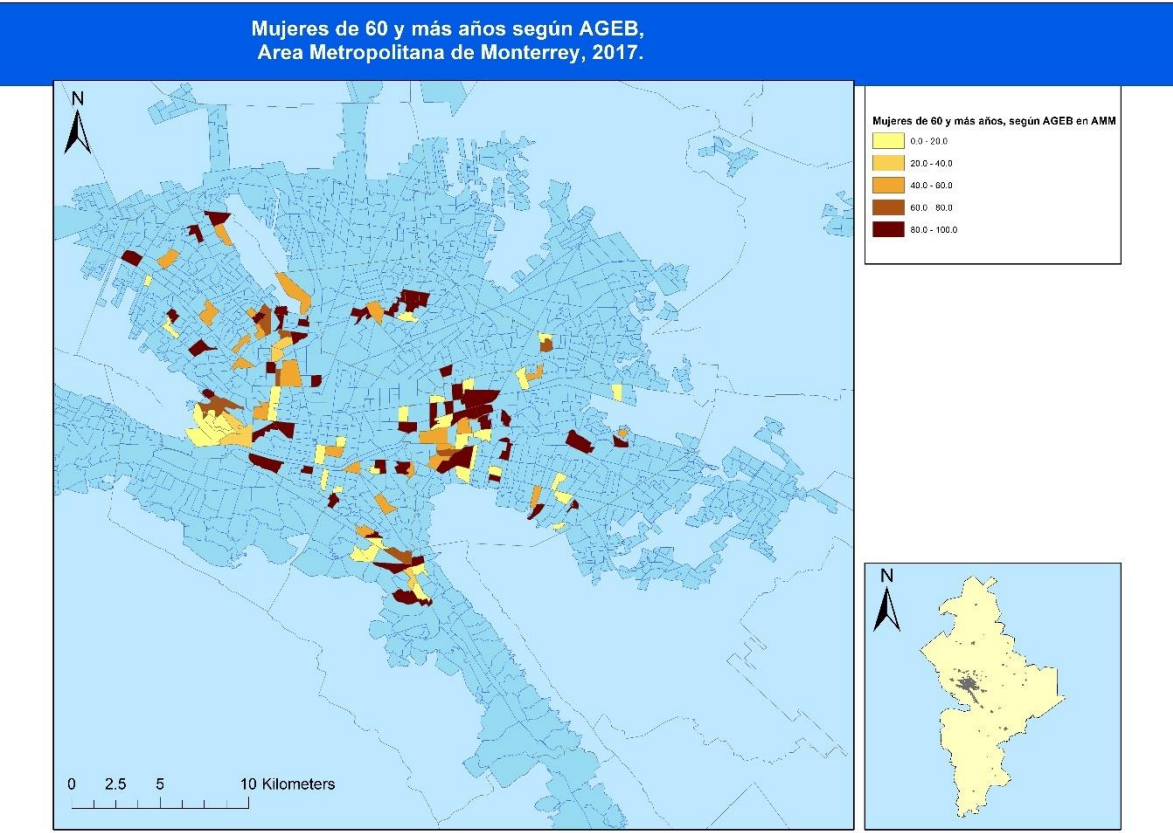 Mujeres de 60 y más años según AGEB,
Area Metropolitana de Monterrey, 2017.
N
Mujeres de 60 y más años, según AGEB en AMM
0.0 - 20.0
20.0 - 40.0
40.0 - 60.0
60.0 - 80.0
80.0 - 100.0
N
0 2.5 5 10 Kilometers